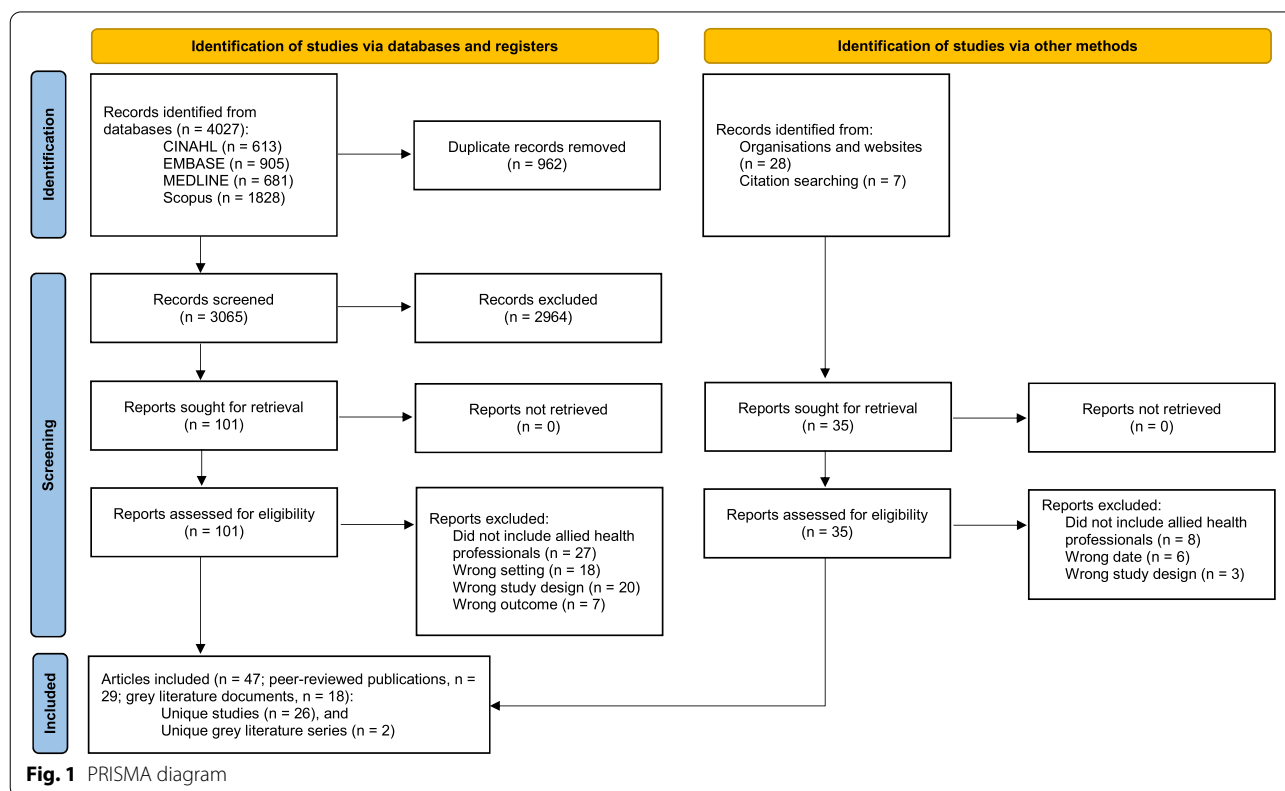 Identification of studies via databases and registers
Identification of studies via other methods
Identification
Records identified from
databases (n = 4027):
CINAHL (n = 613)
EMBASE (n = 905)
MEDLINE (n = 681)
Scopus (n = 1828)
Duplicate records removed
(n = 962)
Records identified from:
Organisations and websites
(n = 28)
Citation searching (n = 7)
Screening
Records screened
(n = 3065)
Records excluded
(n = 2964)
Reports sought for retrieval
(n = 101)
Reports not retrieved
(n = 0)
Reports sought for retrieval
(n = 35)
Reports not retrieved
(n = 0)
Reports assessed for eligibility
(n = 101)
Reports excluded:
Did not include allied health
professionals (n = 27)
Wrong setting (n = 18)
Wrong study design (n = 20)
Wrong outcome (n = 7)
Reports assessed for eligibility
(n = 35)
Reports excluded:
Did not include allied health
professionals (n = 8)
Wrong date (n = 6)
Wrong study design (n = 3)
Included
Articles included (n = 47; peer-reviewed publications, n =
29; grey literature documents, n = 18):
Unique studies (n = 26), and
Unique grey literature series (n = 2)
Fig. 1 PRISMA diagram